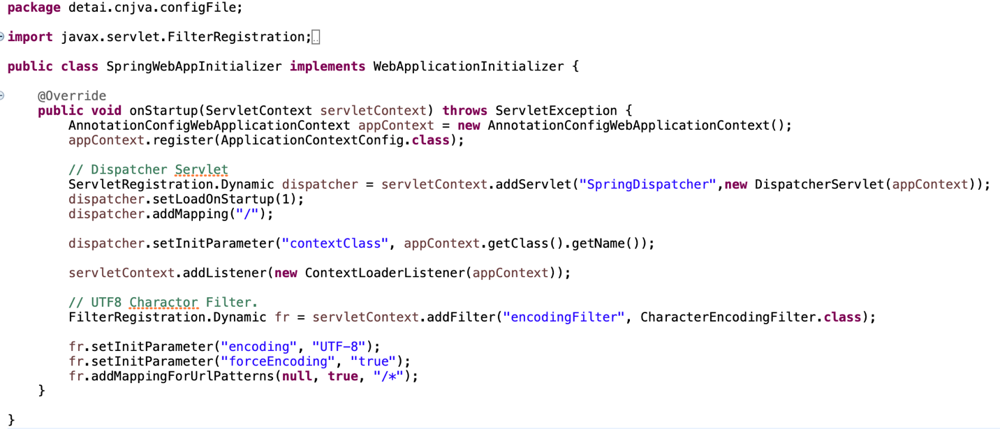 package detai.cnjva.configFile;
import javax.servlet.FilterRegistration;
public class SpringWebAppInitializer implements WebApplicationInitializer {
@Override
public void onStartup(ServletContext servletContext) throws ServletException {
AnnotationConfigWebApplicationContext appContext = new AnnotationConfigWebApplicationContext();
appContext.register(ApplicationContextConfig.class);
// Dispatcher Servlet
ServletRegistration.Dynamic dispatcher = servletContext.addServlet("SpringDispatcher",new DispatcherServlet(appContext));
dispatcher.setLoadOnStartup(1);
dispatcher.addMapping("/");
dispatcher.setInitParameter("contextClass", appContext.getClass().getName());
servletContext.addListener(new ContextLoaderListener(appContext));
// UTF8 Charactor Filter.
FilterRegistration.Dynamic fr = servletContext.addFilter("encodingFilter", CharacterEncodingFilter.class);
fr.setInitParameter("encoding", "UTF-8");
fr.setInitParameter("forceEncoding", "true");
fr.addMappingForUrlPatterns(null, true, "/*");
}
}